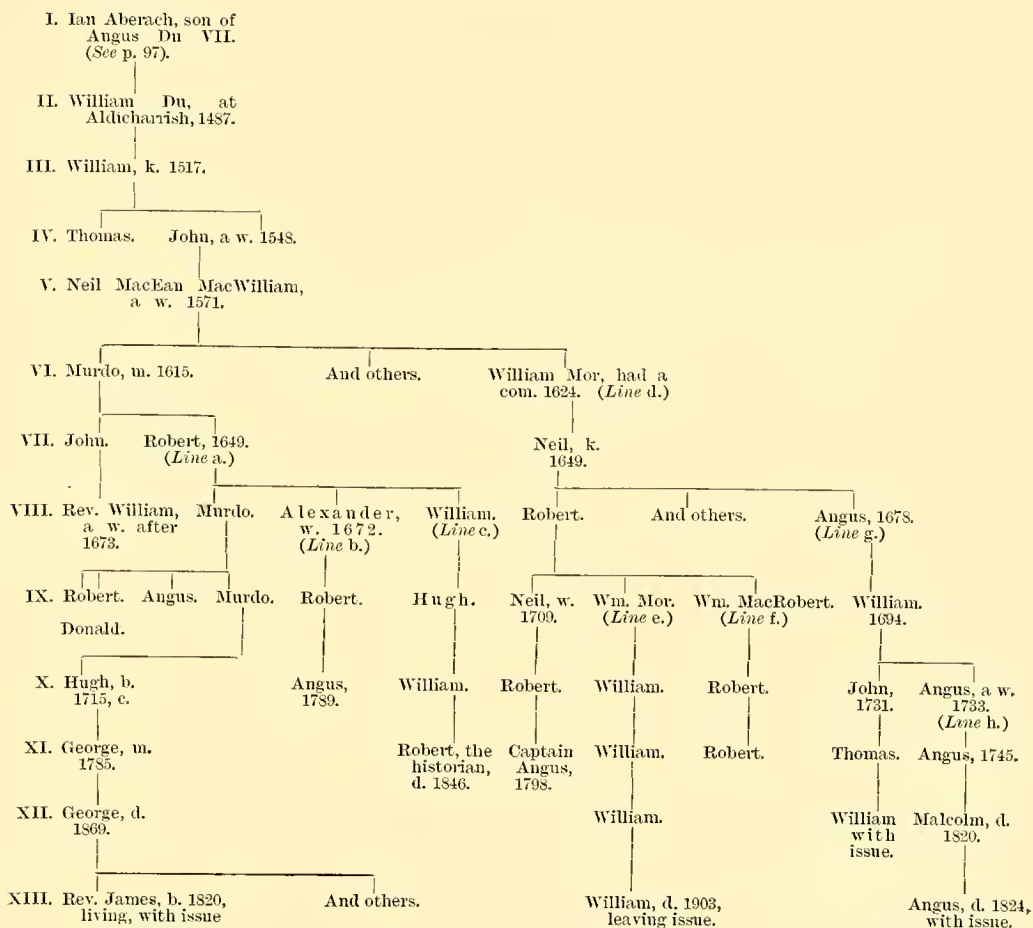 I. Ian Aberach, son of
Angus Du VII.
(See p. 97).
II. William Du, at
Aldicharrish, 1487.
III. William, k. 1517.
IV. Thomas. John, a w. 1548.
V. Neil MacEan MacWilliam,
a w. 1571.
VI. Murdo, m. 1615. And others. William Mor, had a
com. 1624. (Line d.)
VII. John. Robert, 1649. Neil, k.
(Line a.) 1649.
VIII. Rev. William, Murdo. Alexander, William. Robert. And others. Angus, 1678.
a w. after w. 1672. (Line c.) (Line g.)
1673. (Line b.)
IX. Robert. Angus. Murdo. Robert. Hugh. Neil, w. Wm. Mor. Wm. MacRobert. William.
1709. (Line e.) (Line f.) 1694.
Donald.
X. Hugh, b. Angus, William. Robert. William. Robert. John, Angus, a w.
1715, c. 1789. 1731. 1733.
(Line h.)
XI. George, m. Robert, the Captain William. Robert. Thomas. Angus, 1745.
1785. historian, Angus,
d. 1846. 1798.
XII. George, d. William. William Malcolm, d.
1869. with 1820.
issue.
XIII. Rev. James, b. 1820, And others. William, d. 1903, Angus, d. 1824,
living, with issue leaving issue. with issue.